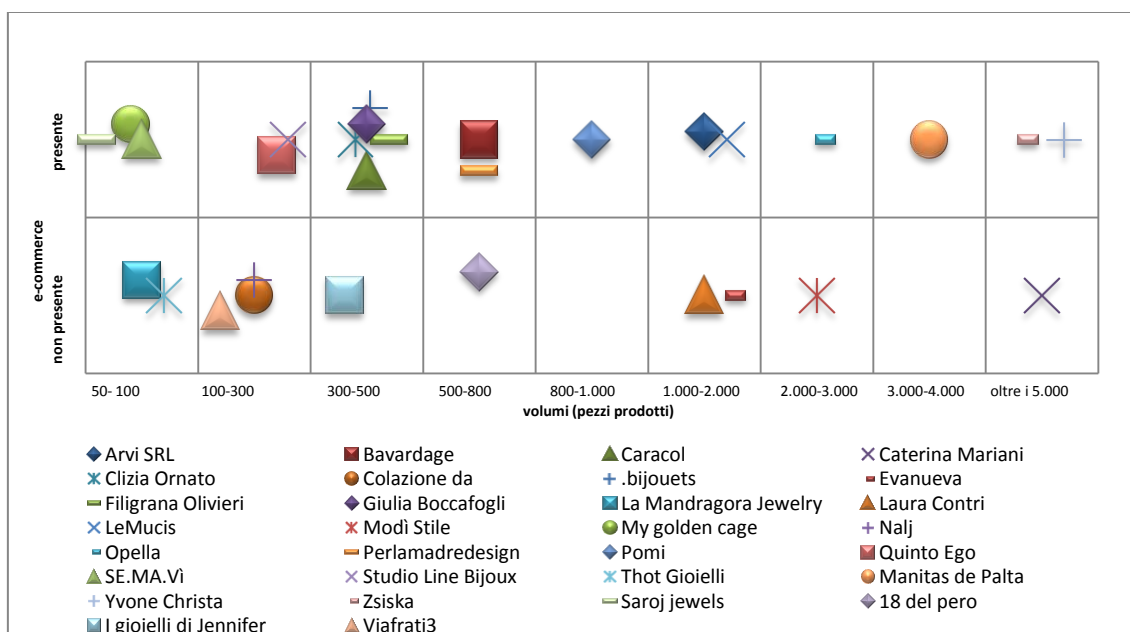 presente
non presente
e-commerce
50- 100 100-300 300-500 500-800 800-1.000 1.000-2.000 2.000-3.000 3.000-4.000 oltre i 5.000
volumi (pezzi prodotti)
Arvi SRL Bavardage Caracol Caterina Mariani
Clizia Ornato Colazione da .bijouets Evanueva
Filigrana Olivieri Giulia Boccafogli La Mandragora Jewelry Laura Contri
LeMucis Modì Stile My golden cage Nalj
Opella Perlamadredesign Pomi Quinto Ego
SE.MA.Vì Studio Line Bijoux Thot Gioielli Manitas de Palta
Yvone Christa Zsiska Saroj jewels 18 del pero
I gioielli di Jennifer Viafrati3